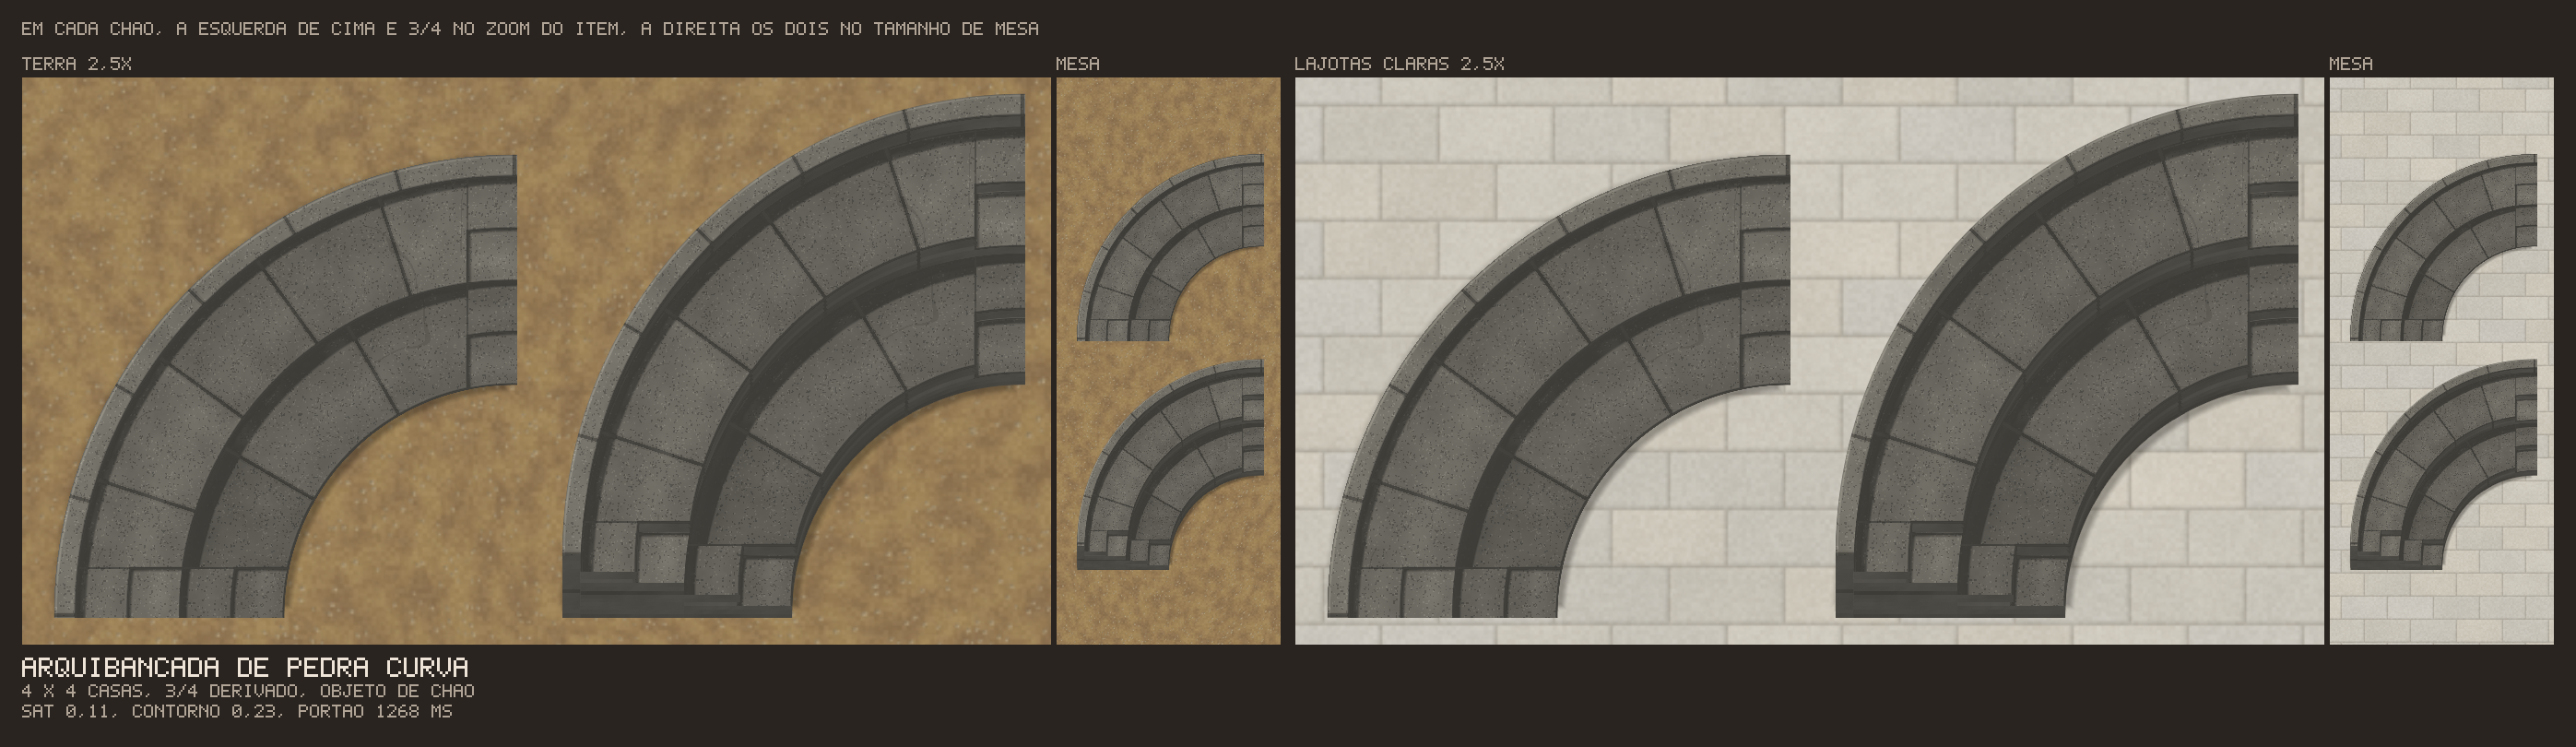 EM CADA CHAO, A ESQUERDA DE CIMA E 3/4 NO ZOOM DO ITEM, A DIREITA OS DOIS NO TAMANHO DE MESA
TERRA 2,5X
MESA
LAJOTAS CLARAS 2,5X
MESA
ARQUIBANCADA DE PEDRA CURVA
4 X 4 CASAS, 3/4 DERIVADO, OBJETO DE CHAO
SAT 0,11, CONTORNO 0,23, PORTAO 1268 MS